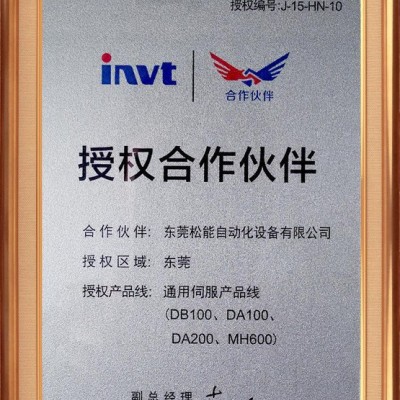 授权编号:J-15-HN-10
invt
合作伙伴
授权合作伙伴
合作伙伴: 东莞松能自动化设备有限公司
授权区域: 东莞
授权产品线: 通用伺服产品线
(DB100、DA100、
DA200、MH600)
副总经理